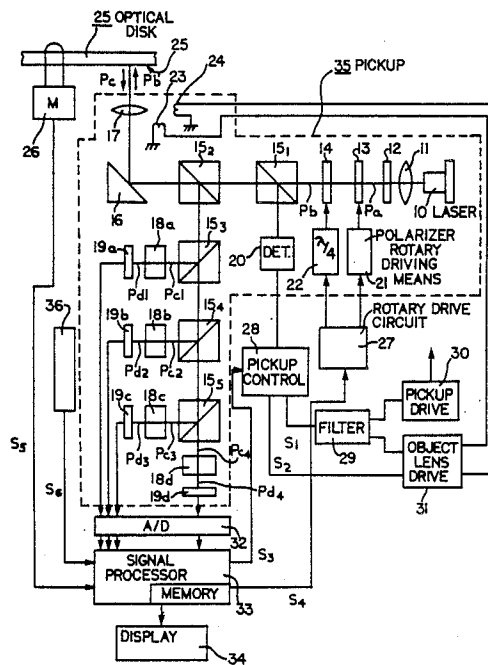 25 OPTICAL DISK
25
24
23
35 PICKUP
Pc
Pb
M
26
17
15₂
15₁
14
13
12
11
16
Pb
Pa
10 LASER
20
DET.
λ/4
22
POLARIZER ROTARY DRIVING MEANS
21
ROTARY DRIVE CIRCUIT
27
19a
18a
15₃
Pd1
Pc1
36
19b
18b
15₄
Pd2
Pc2
28
PICKUP CONTROL
30
PICKUP DRIVE
19c
18c
15₅
Pd3
Pc3
S1
FILTER
29
S2
OBJECT LENS DRIVE
31
S5
S6
Pc4
18d
19d
Pd4
A/D
32
S3
SIGNAL PROCESSOR
33
MEMORY
S4
DISPLAY
34